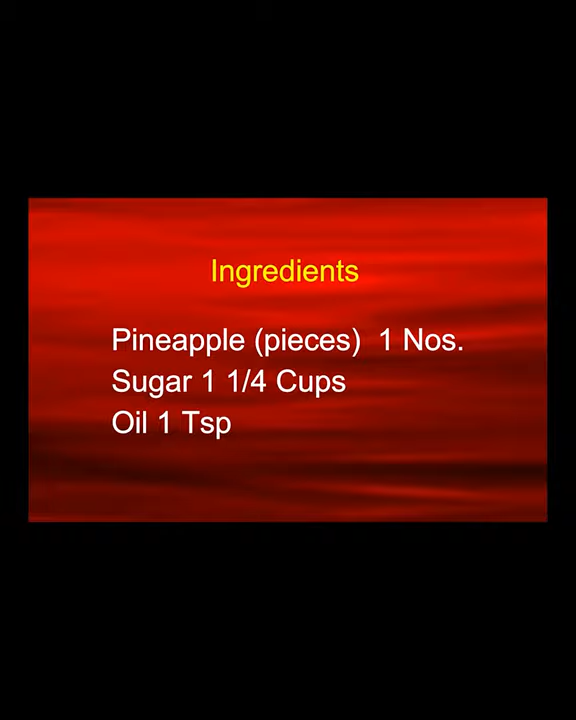 Ingredients
Pineapple (pieces) 1 Nos.
Sugar 1 1/4 Cups
Oil 1 Tsp